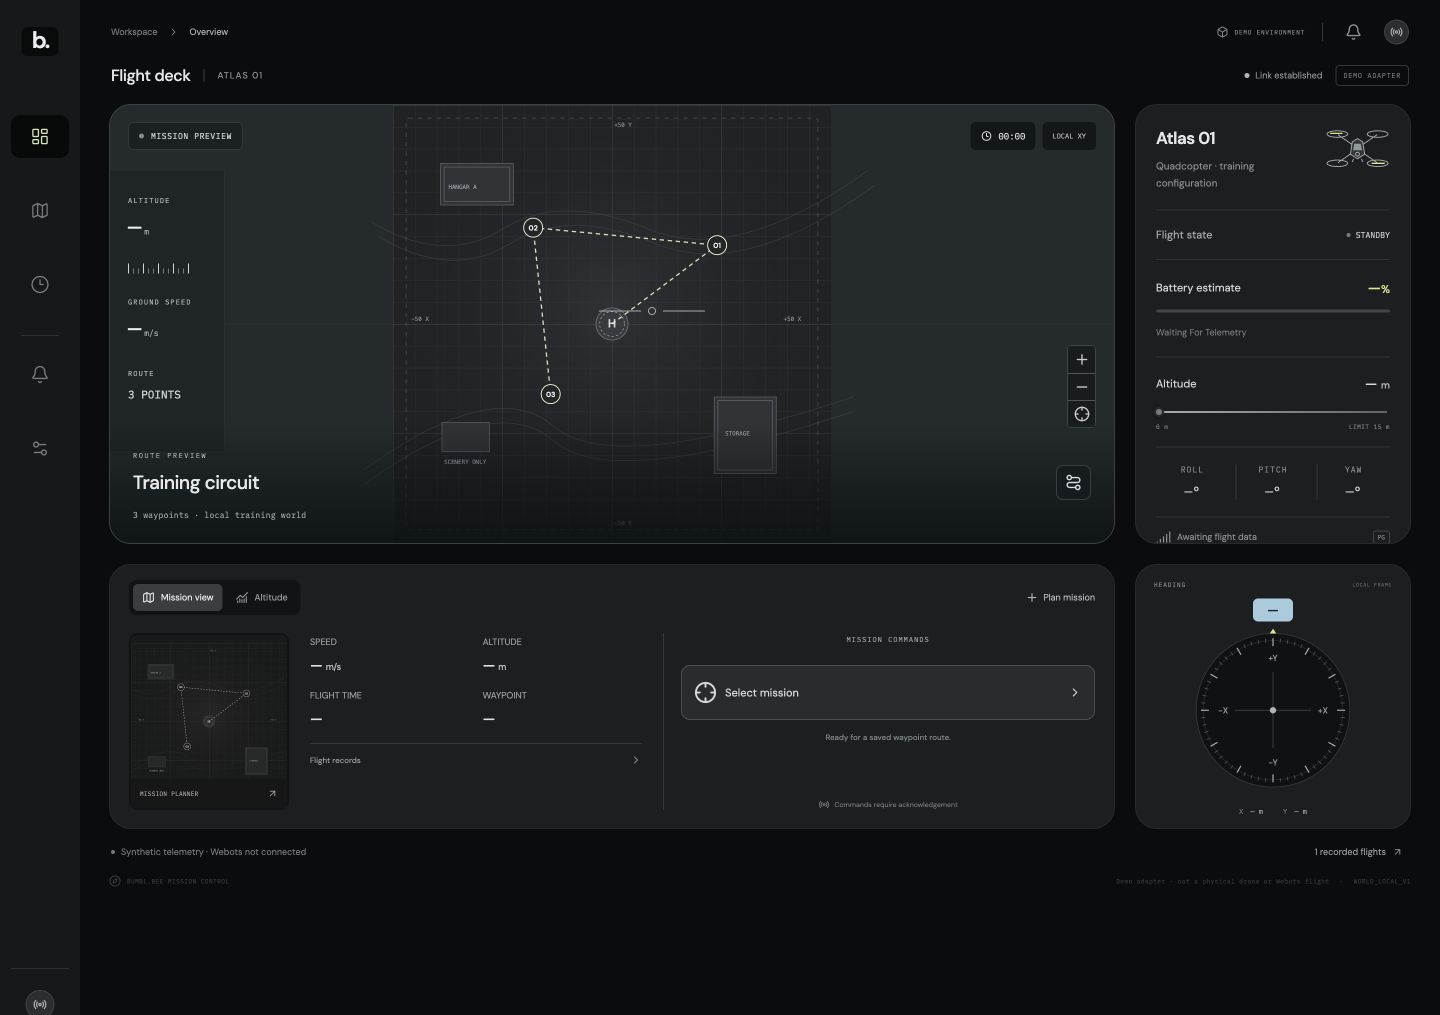 b.
Workspace > Overview
DEMO ENVIRONMENT
Flight deck | ATLAS 01
Link established
DEMO ADAPTER
MISSION PREVIEW
00:00
LOCAL XY
+50 Y
HANGAR A
ALTITUDE
— m
GROUND SPEED
— m/s
ROUTE
3 POINTS
02
01
-50 X
H
+50 X
03
STORAGE
SCENERY ONLY
-50 Y
ROUTE PREVIEW
Training circuit
3 waypoints · local training world
Atlas 01
Quadcopter · training
configuration
Flight state
STANDBY
Battery estimate
—%
Waiting For Telemetry
Altitude
— m
0 m
LIMIT 15 m
ROLL PITCH YAW
—° —° —°
Awaiting flight data
PG
Mission view
Altitude
+ Plan mission
MISSION PLANNER
SPEED
— m/s
ALTITUDE
— m
FLIGHT TIME
—
WAYPOINT
—
Flight records
MISSION COMMANDS
Select mission
Ready for a saved waypoint route.
Commands require acknowledgement
HEADING
LOCAL FRAME
—
+Y
-X
+X
-Y
X — m Y — m
Synthetic telemetry · Webots not connected
1 recorded flights
BUMBL.BEE MISSION CONTROL
Demo adapter · not a physical drone or Webots flight · WORLD_LOCAL_V1